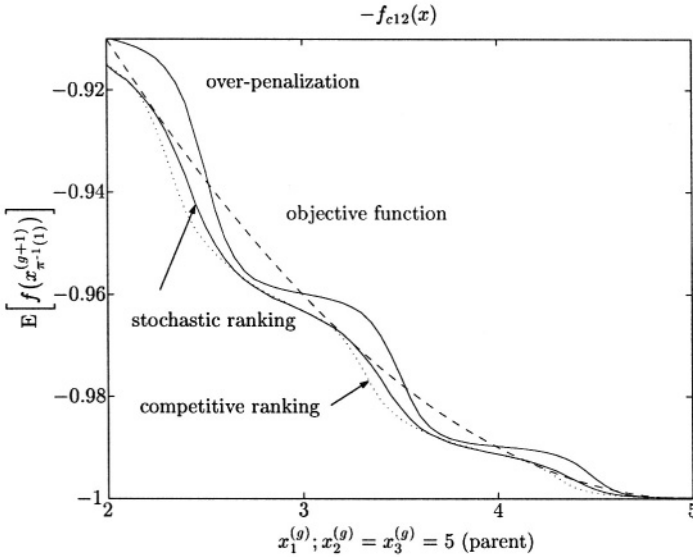 −f_{c12}(x)
−0.92
−0.94
−0.96
−0.98
−1
E[f(x^{(g+1)}_{π^{-1}(1)})]
over-penalization
objective function
stochastic ranking
competitive ranking
2 3 4 5
x_1^{(g)}; x_2^{(g)} = x_3^{(g)} = 5 (parent)